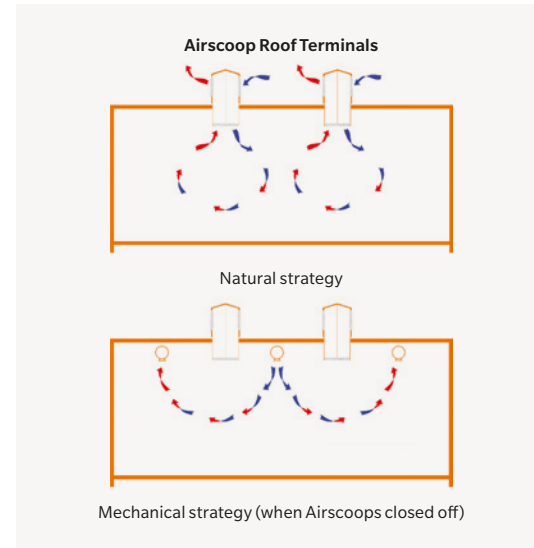 Airscoop Roof Terminals
Natural strategy
Mechanical strategy (when Airscoops closed off)